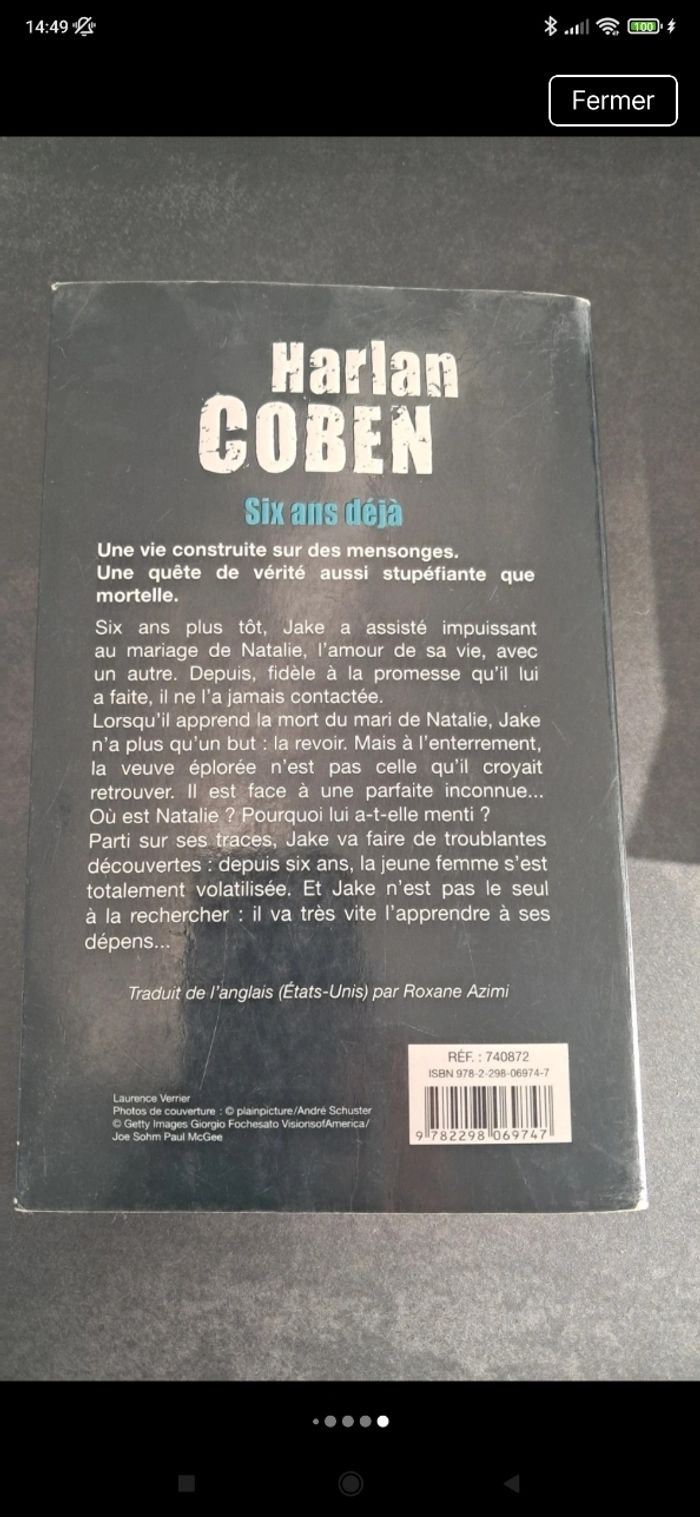 14:49
100
Fermer
Harlan
COBEN
Six ans déjà
Une vie construite sur des mensonges.
Une quête de vérité aussi stupéfiante que
mortelle.
Six ans plus tôt, Jake a assisté impuissant
au mariage de Natalie, l'amour de sa vie, avec
un autre. Depuis, fidèle à la promesse qu'il lui
a faite, il ne l'a jamais contactée.
Lorsqu'il apprend la mort du mari de Natalie, Jake
n'a plus qu'un but : la revoir. Mais à l'enterrement,
la veuve éplorée n'est pas celle qu'il croyait
retrouver. Il est face à une parfaite inconnue...
Où est Natalie ? Pourquoi lui a-t-elle menti ?
Parti sur ses traces, Jake va faire de troublantes
découvertes : depuis six ans, la jeune femme s'est
totalement volatilisée. Et Jake n'est pas le seul
à la rechercher : il va très vite l'apprendre à ses
dépens...
Traduit de l'anglais (États-Unis) par Roxane Azimi
RÉF. : 740872
ISBN 978-2-298-06974-7
9 782298 069747
Laurence Verrier
Photos de couverture : © plainpicture/André Schuster
© Getty Images Giorgio Fochesato VisionsofAmerica/
Joe Sohm Paul McGee